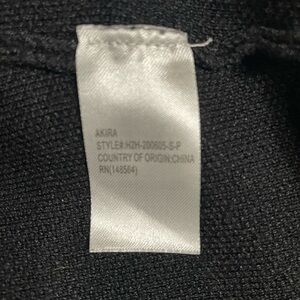 AKIRA
STYLE#:H2H-200605-S-P
COUNTRY OF ORIGIN:CHINA
RN(148564)